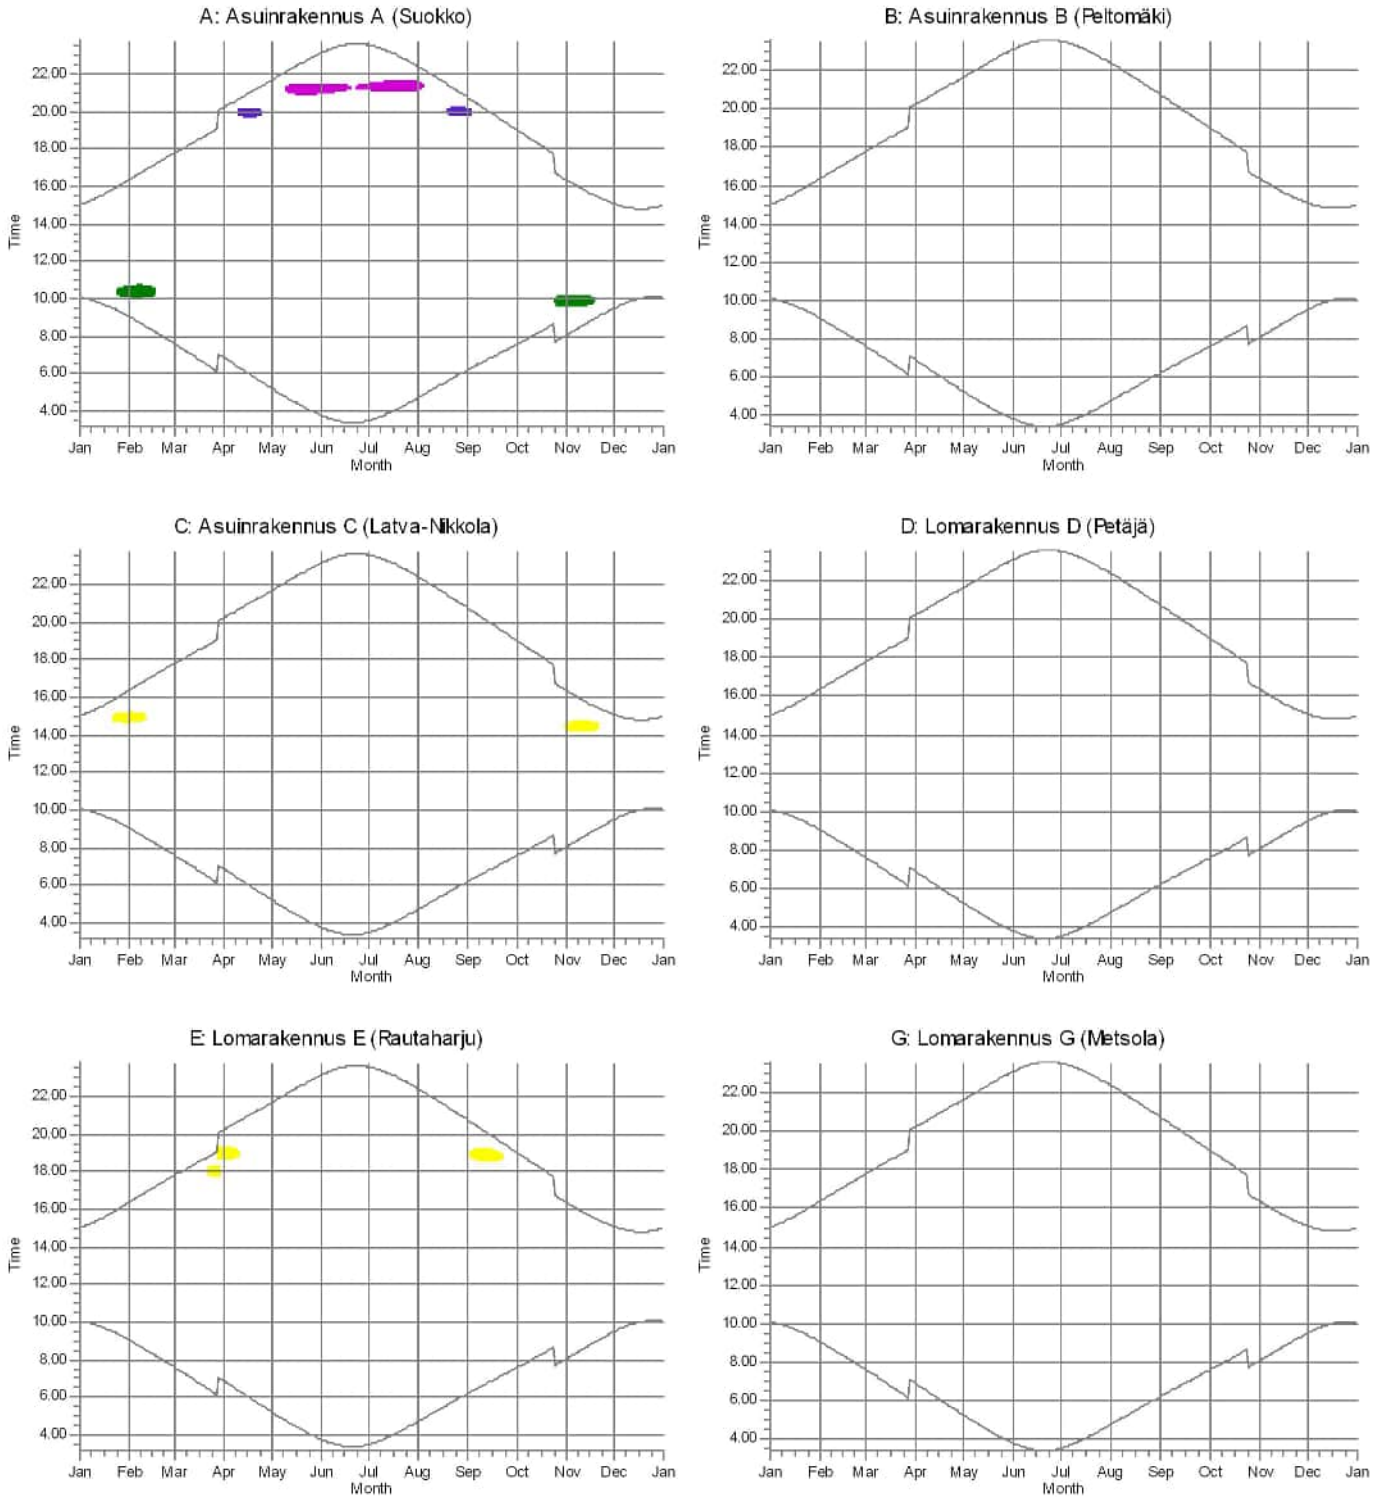 A: Asuinrakennus A (Suokko)
22.00
20.00
18.00
16.00
14.00
12.00
10.00
8.00
6.00
4.00
Time
Jan Feb Mar Apr May Jun Jul Aug Sep Oct Nov Dec Jan
Month
B: Asuinrakennus B (Peltomäki)
22.00
20.00
18.00
16.00
14.00
12.00
10.00
8.00
6.00
4.00
Time
Jan Feb Mar Apr May Jun Jul Aug Sep Oct Nov Dec Jan
Month
C: Asuinrakennus C (Latva-Nikkola)
22.00
20.00
18.00
16.00
14.00
12.00
10.00
8.00
6.00
4.00
Time
Jan Feb Mar Apr May Jun Jul Aug Sep Oct Nov Dec Jan
Month
D: Lomarakennus D (Petäjä)
22.00
20.00
18.00
16.00
14.00
12.00
10.00
8.00
6.00
4.00
Time
Jan Feb Mar Apr May Jun Jul Aug Sep Oct Nov Dec Jan
Month
E: Lomarakennus E (Rautaharju)
22.00
20.00
18.00
16.00
14.00
12.00
10.00
8.00
6.00
4.00
Time
Jan Feb Mar Apr May Jun Jul Aug Sep Oct Nov Dec Jan
Month
G: Lomarakennus G (Metsola)
22.00
20.00
18.00
16.00
14.00
12.00
10.00
8.00
6.00
4.00
Time
Jan Feb Mar Apr May Jun Jul Aug Sep Oct Nov Dec Jan
Month